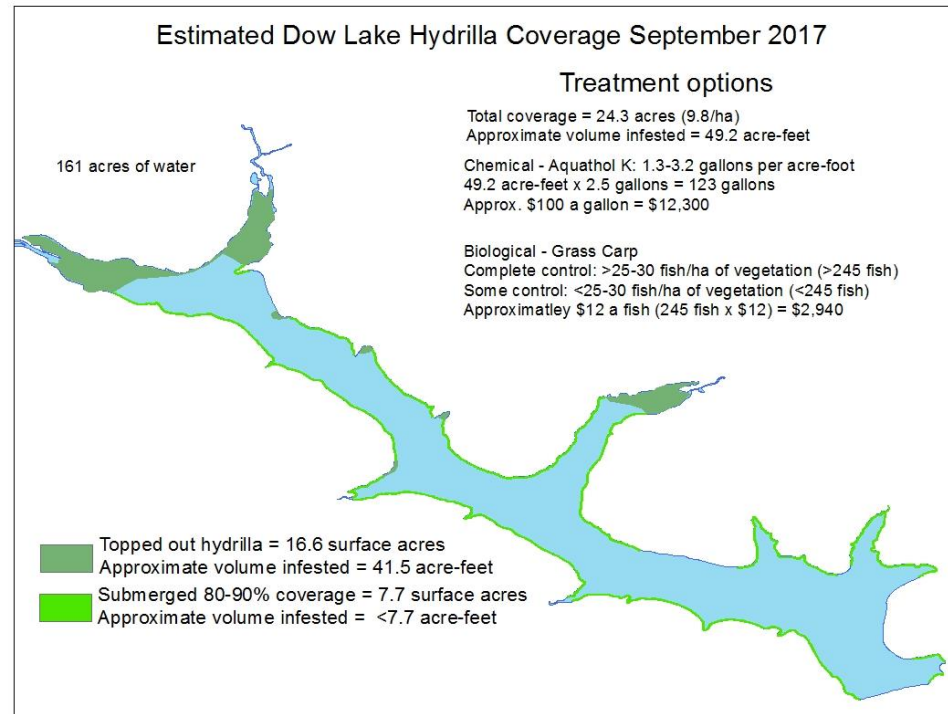 Estimated Dow Lake Hydrilla Coverage September 2017
Treatment options
Total coverage = 24.3 acres (9.8/ha)
Approximate volume infested = 49.2 acre-feet
161 acres of water
Chemical - Aquathol K: 1.3-3.2 gallons per acre-foot
49.2 acre-feet x 2.5 gallons = 123 gallons
Approx. $100 a gallon = $12,300
Biological - Grass Carp
Complete control: >25-30 fish/ha of vegetation (>245 fish)
Some control: <25-30 fish/ha of vegetation (<245 fish)
Approximatley $12 a fish (245 fish x $12) = $2,940
Topped out hydrilla = 16.6 surface acres
Approximate volume infested = 41.5 acre-feet
Submerged 80-90% coverage = 7.7 surface acres
Approximate volume infested = <7.7 acre-feet